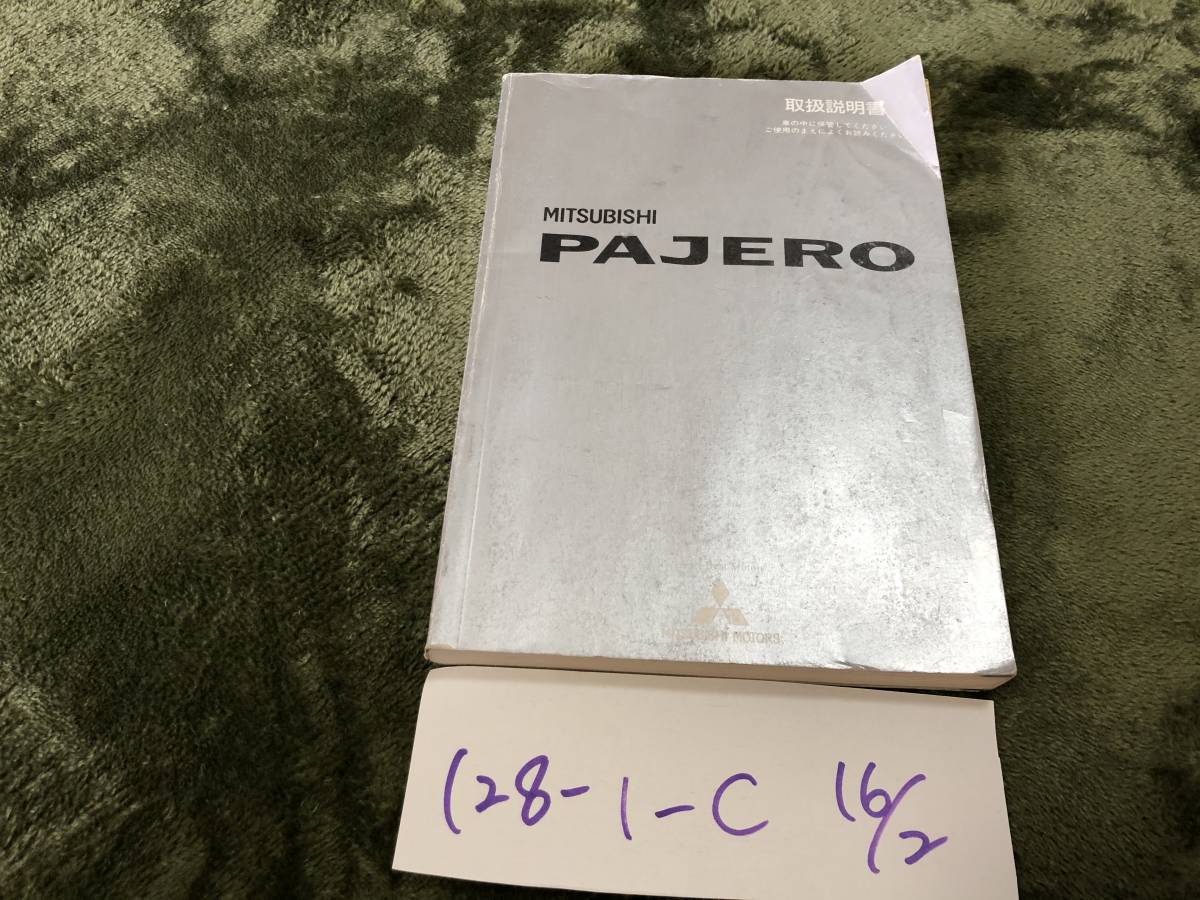 取扱説明書
車の中に保管してください
ご使用のまえによくお読みください
MITSUBISHI
PAJERO
MITSUBISHI MOTORS
128-1-C 16/2